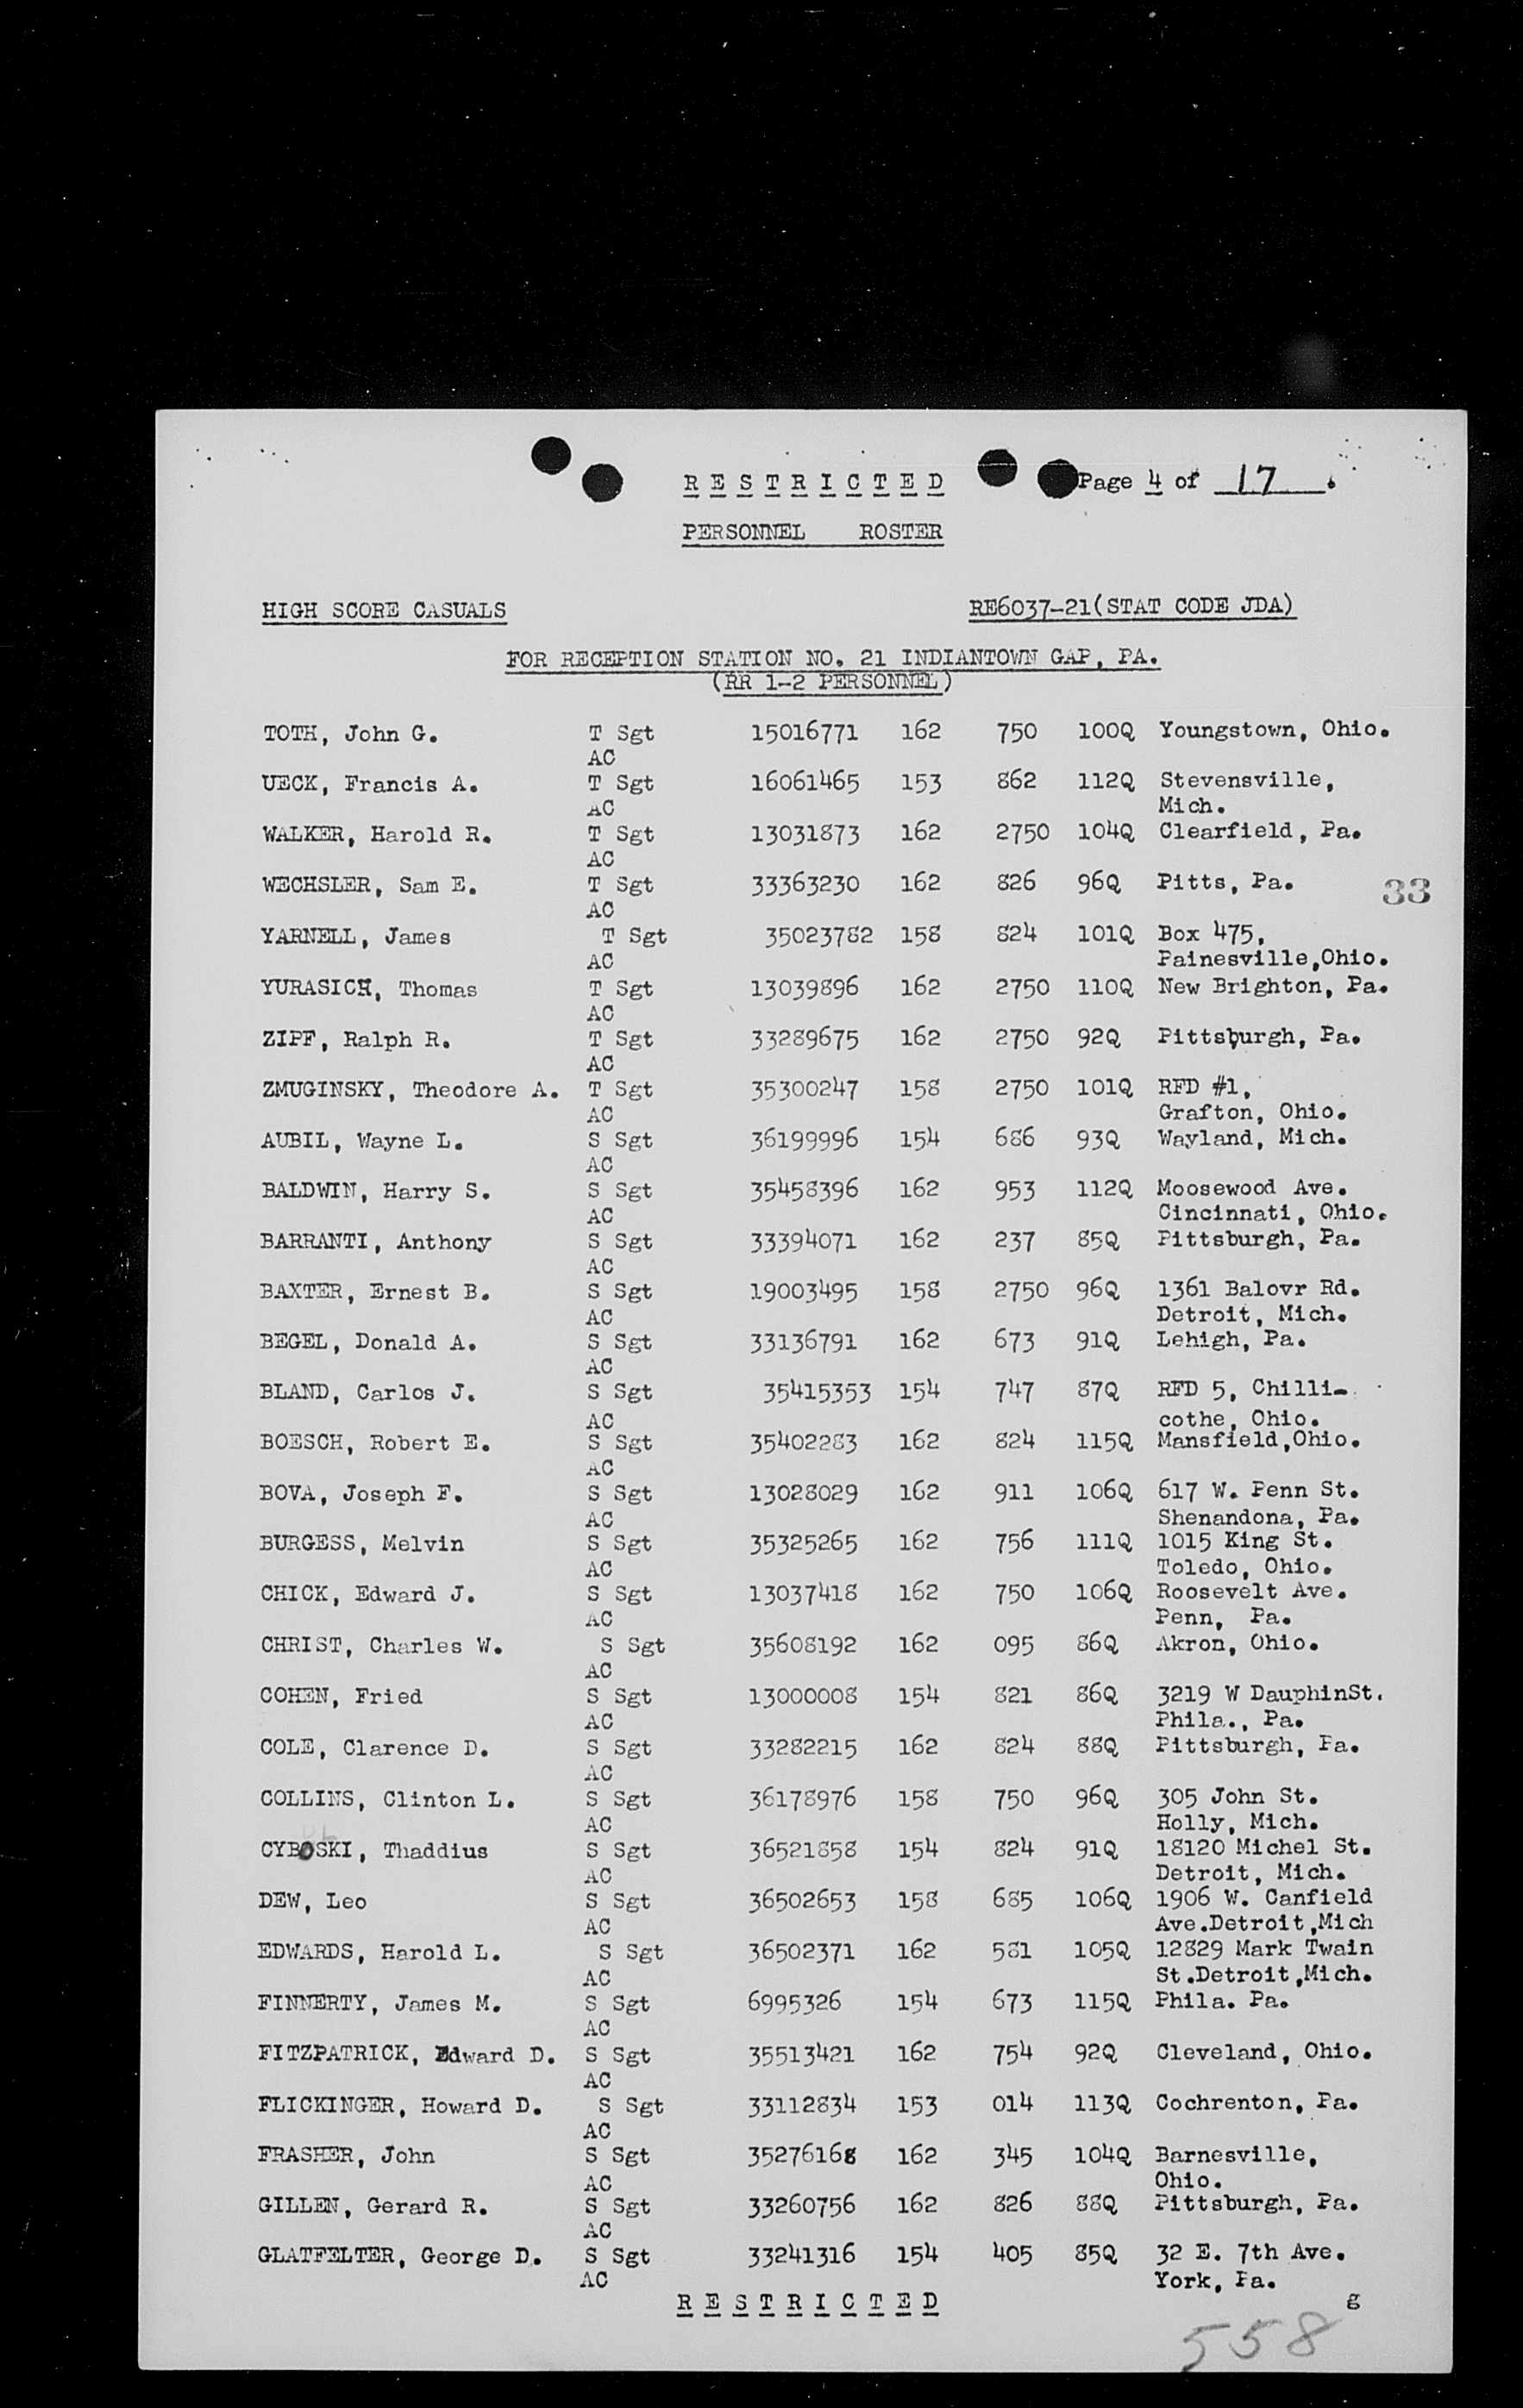 RESTRICTED Page 4 of 17.
PERSONNEL ROSTER
HIGH SCORE CASUALS RE6037-21(STAT CODE JDA)
FOR RECEPTION STATION NO. 21 INDIANTOWN GAP, PA.
(RR 1-2 PERSONNEL)
TOTH, John G. T Sgt 15016771 162 750 100Q Youngstown, Ohio.
AC
UECK, Francis A. T Sgt 16061465 153 862 112Q Stevensville,
AC Mich.
WALKER, Harold R. T Sgt 13031873 162 2750 104Q Clearfield, Pa.
AC
WECHSLER, Sam E. T Sgt 33363230 162 826 96Q Pitts, Pa. 33
AC
YARNELL, James T Sgt 35023782 158 824 101Q Box 475,
AC Painesville,Ohio.
YURASICH, Thomas T Sgt 13039896 162 2750 110Q New Brighton, Pa.
AC
ZIPF, Ralph R. T Sgt 33289675 162 2750 92Q Pittsburgh, Pa.
AC
ZMUGINSKY, Theodore A. T Sgt 35300247 158 2750 101Q RFD #1,
AC Grafton, Ohio.
AUBIL, Wayne L. S Sgt 36199996 154 686 93Q Wayland, Mich.
AC
BALDWIN, Harry S. S Sgt 35458396 162 953 112Q Moosewood Ave.
AC Cincinnati, Ohio.
BARRANTI, Anthony S Sgt 33394071 162 237 85Q Pittsburgh, Pa.
AC
BAXTER, Ernest B. S Sgt 19003495 158 2750 96Q 1361 Balovr Rd.
AC Detroit, Mich.
BEGEL, Donald A. S Sgt 33136791 162 673 91Q Lehigh, Pa.
AC
BLAND, Carlos J. S Sgt 35415353 154 747 87Q RFD 5, Chilli-
AC cothe, Ohio.
BOESCH, Robert E. S Sgt 35402283 162 824 115Q Mansfield,Ohio.
AC
BOVA, Joseph F. S Sgt 13028029 162 911 106Q 617 W. Penn St.
AC Shenandona, Pa.
BURGESS, Melvin S Sgt 35325265 162 756 111Q 1015 King St.
AC Toledo, Ohio.
CHICK, Edward J. S Sgt 13037418 162 750 106Q Roosevelt Ave.
AC Penn, Pa.
CHRIST, Charles W. S Sgt 35608192 162 095 86Q Akron, Ohio.
AC
COHEN, Fried S Sgt 13000008 154 821 86Q 3219 W DauphinSt.
AC Phila., Pa.
COLE, Clarence D. S Sgt 33282215 162 824 88Q Pittsburgh, Pa.
AC
COLLINS, Clinton L. S Sgt 36178976 158 750 96Q 305 John St.
AC Holly, Mich.
CYBOSKI, Thaddius S Sgt 36521858 154 824 91Q 18120 Michel St.
AC Detroit, Mich.
DEW, Leo S Sgt 36502653 158 685 106Q 1906 W. Canfield
AC Ave.Detroit,Mich
EDWARDS, Harold L. S Sgt 36502371 162 581 105Q 12829 Mark Twain
AC St.Detroit,Mich.
FINNERTY, James M. S Sgt 6995326 154 673 115Q Phila. Pa.
AC
FITZPATRICK, Edward D. S Sgt 35513421 162 754 92Q Cleveland, Ohio.
AC
FLICKINGER, Howard D. S Sgt 33112834 153 014 113Q Cochrenton, Pa.
AC
FRASHER, John S Sgt 35276168 162 345 104Q Barnesville,
AC Ohio.
GILLEN, Gerard R. S Sgt 33260756 162 826 88Q Pittsburgh, Pa.
AC
GLATFELTER, George D. S Sgt 33241316 154 405 85Q 32 E. 7th Ave.
AC York, Pa.
RESTRICTED g
558